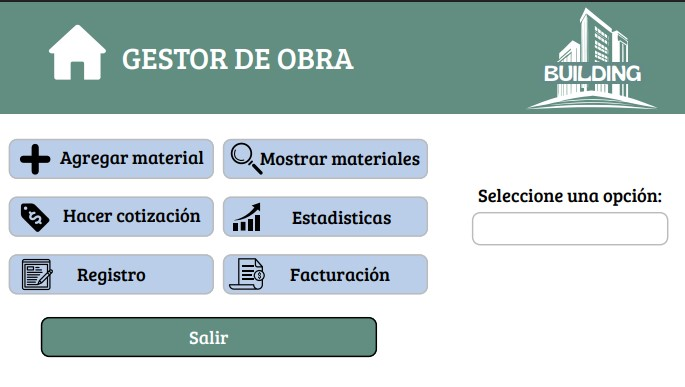 GESTOR DE OBRA
BUILDING
Agregar material
Mostrar materiales
Hacer cotización
Estadisticas
Registro
Facturación
Salir
Seleccione una opción: